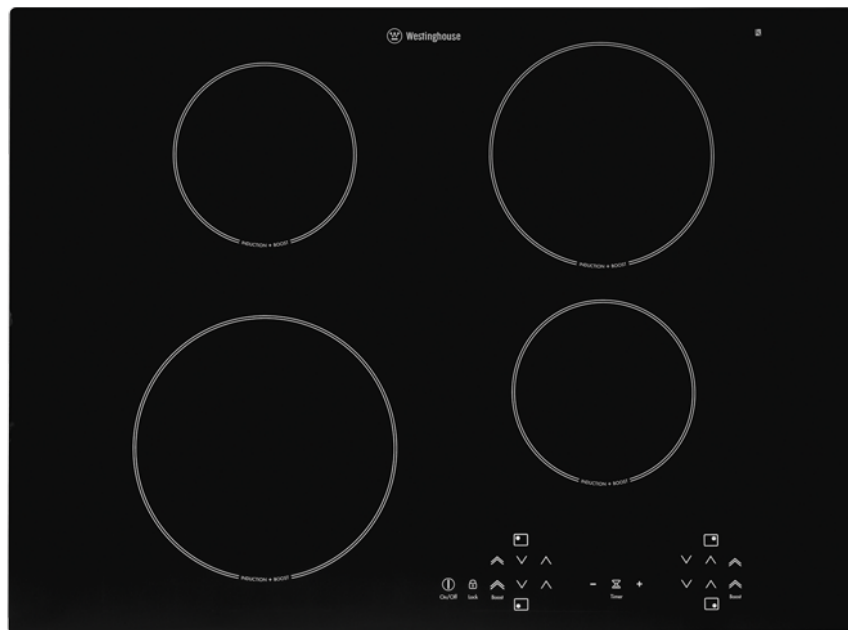 Westinghouse
INDUCTION + BOOST
INDUCTION + BOOST
INDUCTION + BOOST
INDUCTION + BOOST
On/Off Lock Boost Timer Boost